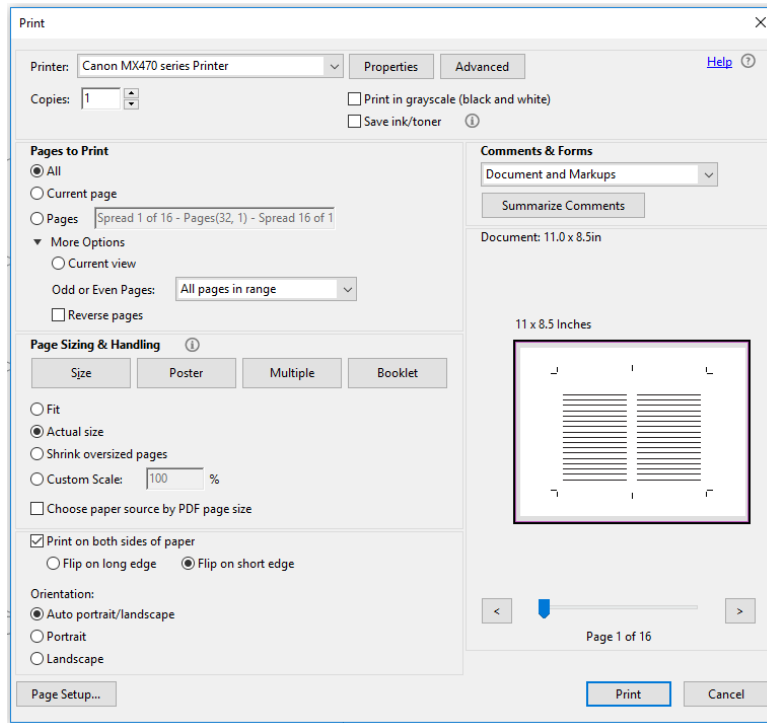 Print
Printer: Canon MX470 series Printer Properties Advanced Help
Copies: 1 Print in grayscale (black and white)
Save ink/toner
Pages to Print
All
Current page
Pages Spread 1 of 16 - Pages(32, 1) - Spread 16 of 1
More Options
Current view
Odd or Even Pages: All pages in range
Reverse pages
Comments & Forms
Document and Markups
Summarize Comments
Document: 11.0 x 8.5in
11 x 8.5 Inches
Page Sizing & Handling
Size Poster Multiple Booklet
Fit
Actual size
Shrink oversized pages
Custom Scale: 100 %
Choose paper source by PDF page size
Print on both sides of paper
Flip on long edge Flip on short edge
Orientation:
Auto portrait/landscape
Portrait
Landscape
< >
Page 1 of 16
Page Setup... Print Cancel